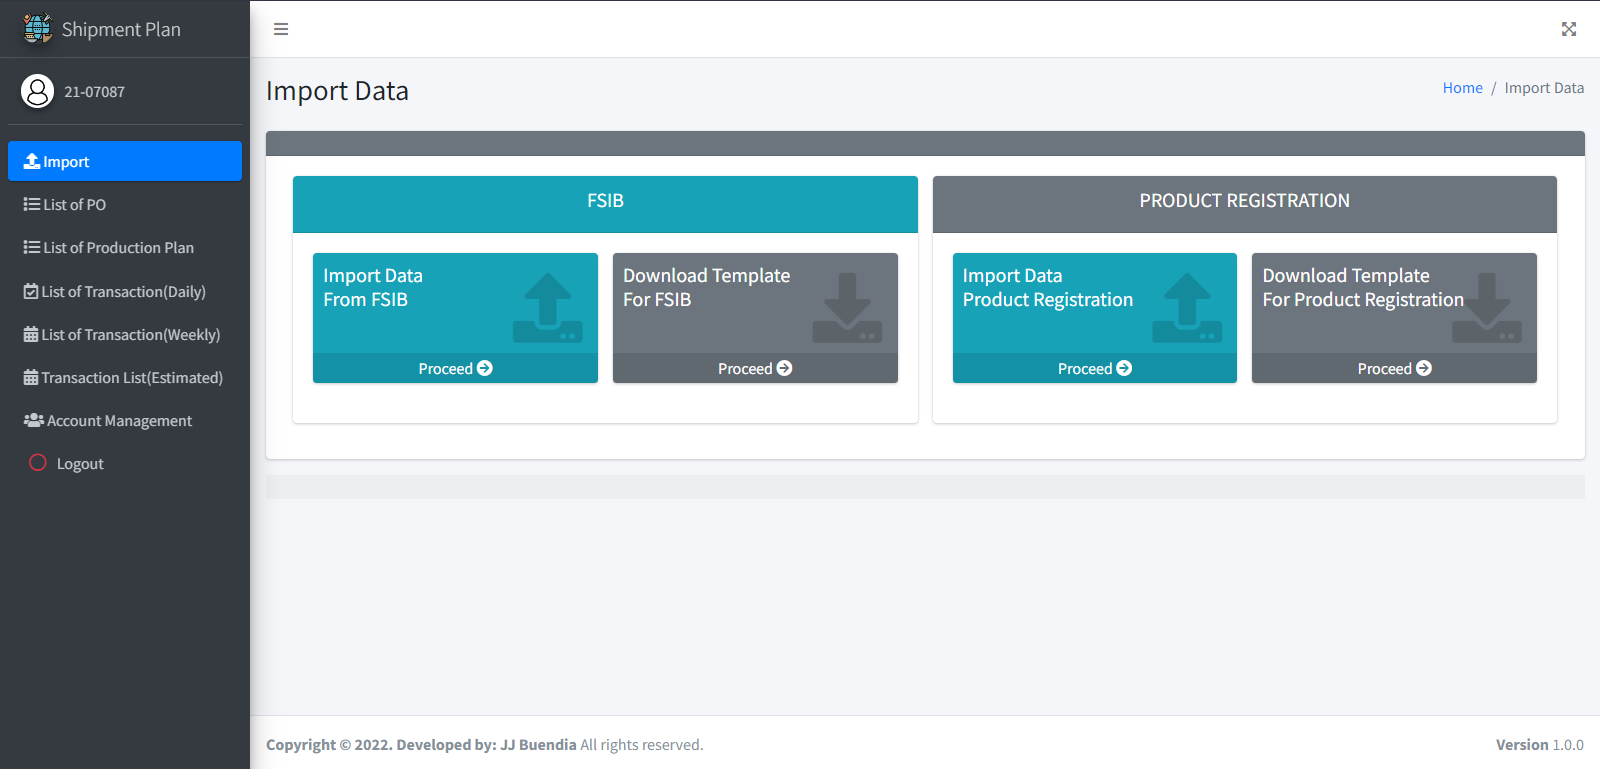 Shipment Plan
21-07087
Import
List of PO
List of Production Plan
List of Transaction(Daily)
List of Transaction(Weekly)
Transaction List(Estimated)
Account Management
Logout
Import Data
Home / Import Data
FSIB
Import Data
From FSIB
Proceed
Download Template
For FSIB
Proceed
PRODUCT REGISTRATION
Import Data
Product Registration
Proceed
Download Template
For Product Registration
Proceed
Copyright © 2022. Developed by: JJ Buendia All rights reserved.
Version 1.0.0